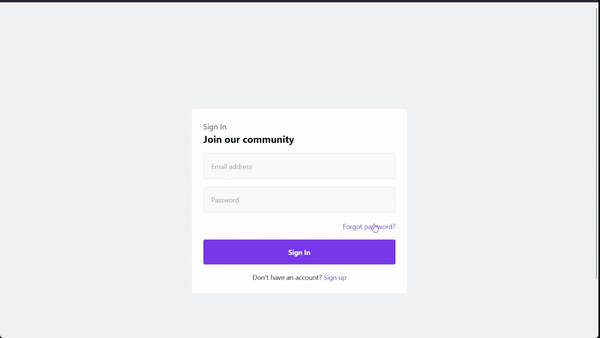 Sign In
Join our community
Email address
Password
Forgot password?
Sign In
Don't have an account? Sign up